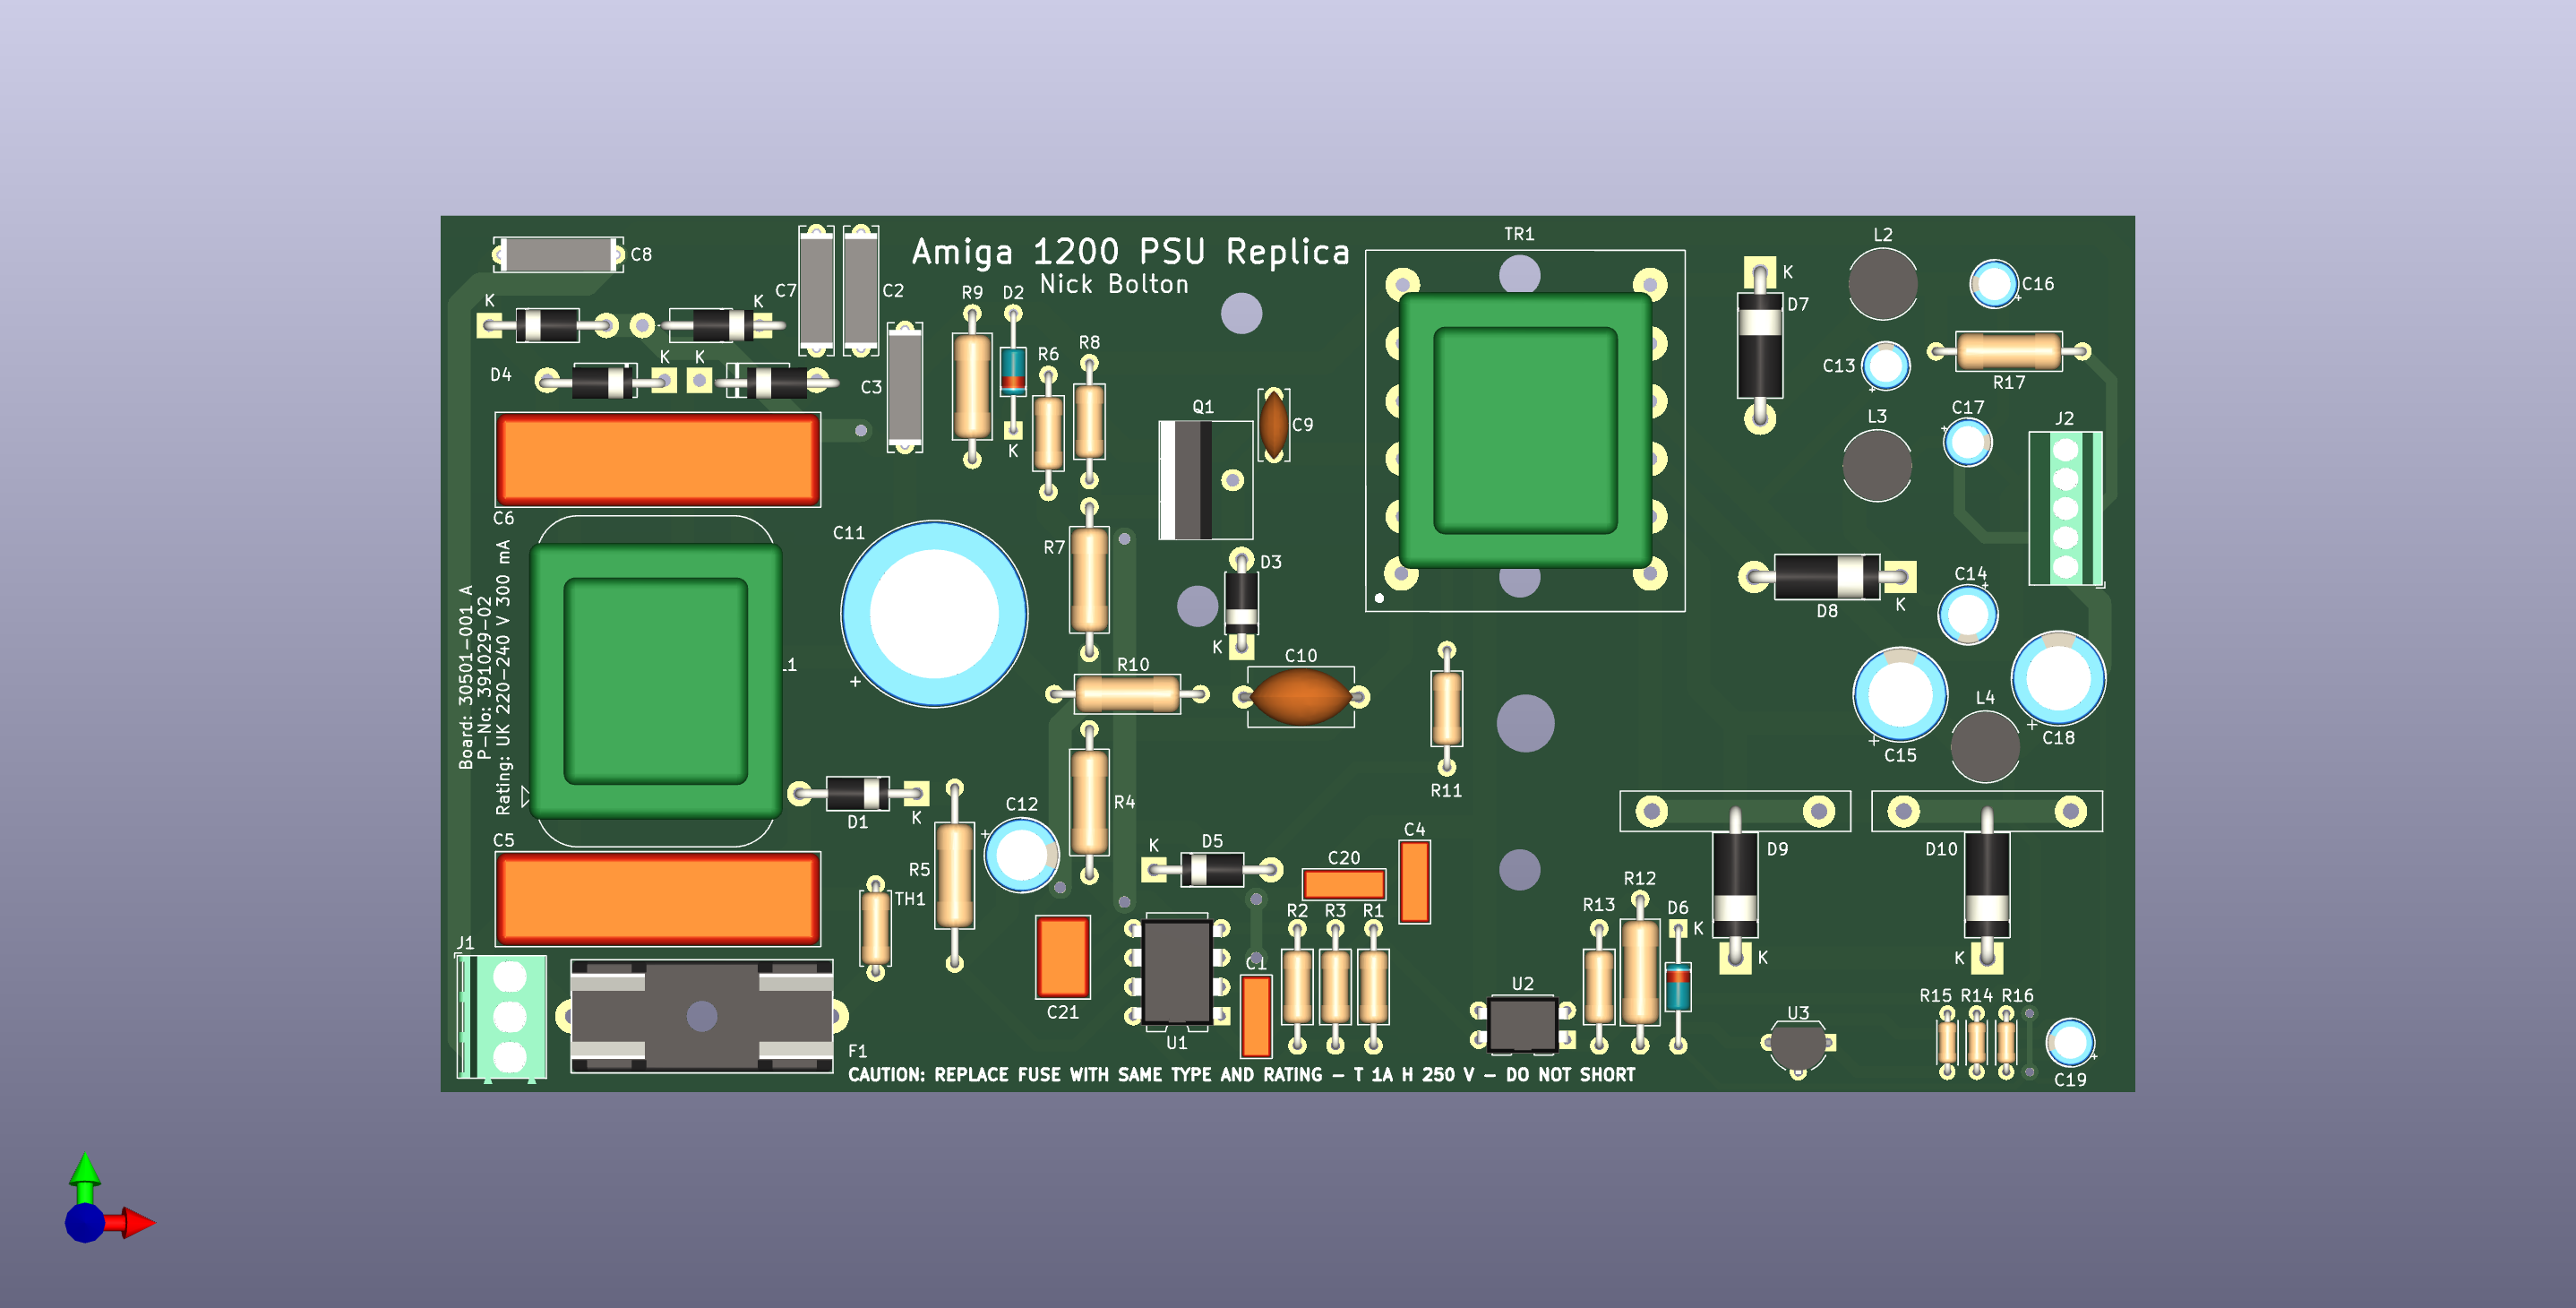 Amiga 1200 PSU Replica
Nick Bolton
TR1
L2
C8
C7
C2
R9
D2
K
D7
C16
K
K
R6
R8
C13
R17
D4
K
K
C3
K
Q1
C9
C17
L3
J2
C6
C11
R7
D3
K
C14
D8
K
Board: 30501-001 A
P-No: 391029-02
Rating: UK 220-240 V 300 mA
L1
R10
C10
L4
C15
C18
R11
D1
K
C12
R4
R5
C5
TH1
K
D5
C20
C4
D9
D10
R2
R3
R1
R13
R12
D6
K
K
K
J1
C21
U1
C1
U2
U3
R15
R14
R16
C19
F1
CAUTION: REPLACE FUSE WITH SAME TYPE AND RATING - T 1A H 250 V - DO NOT SHORT